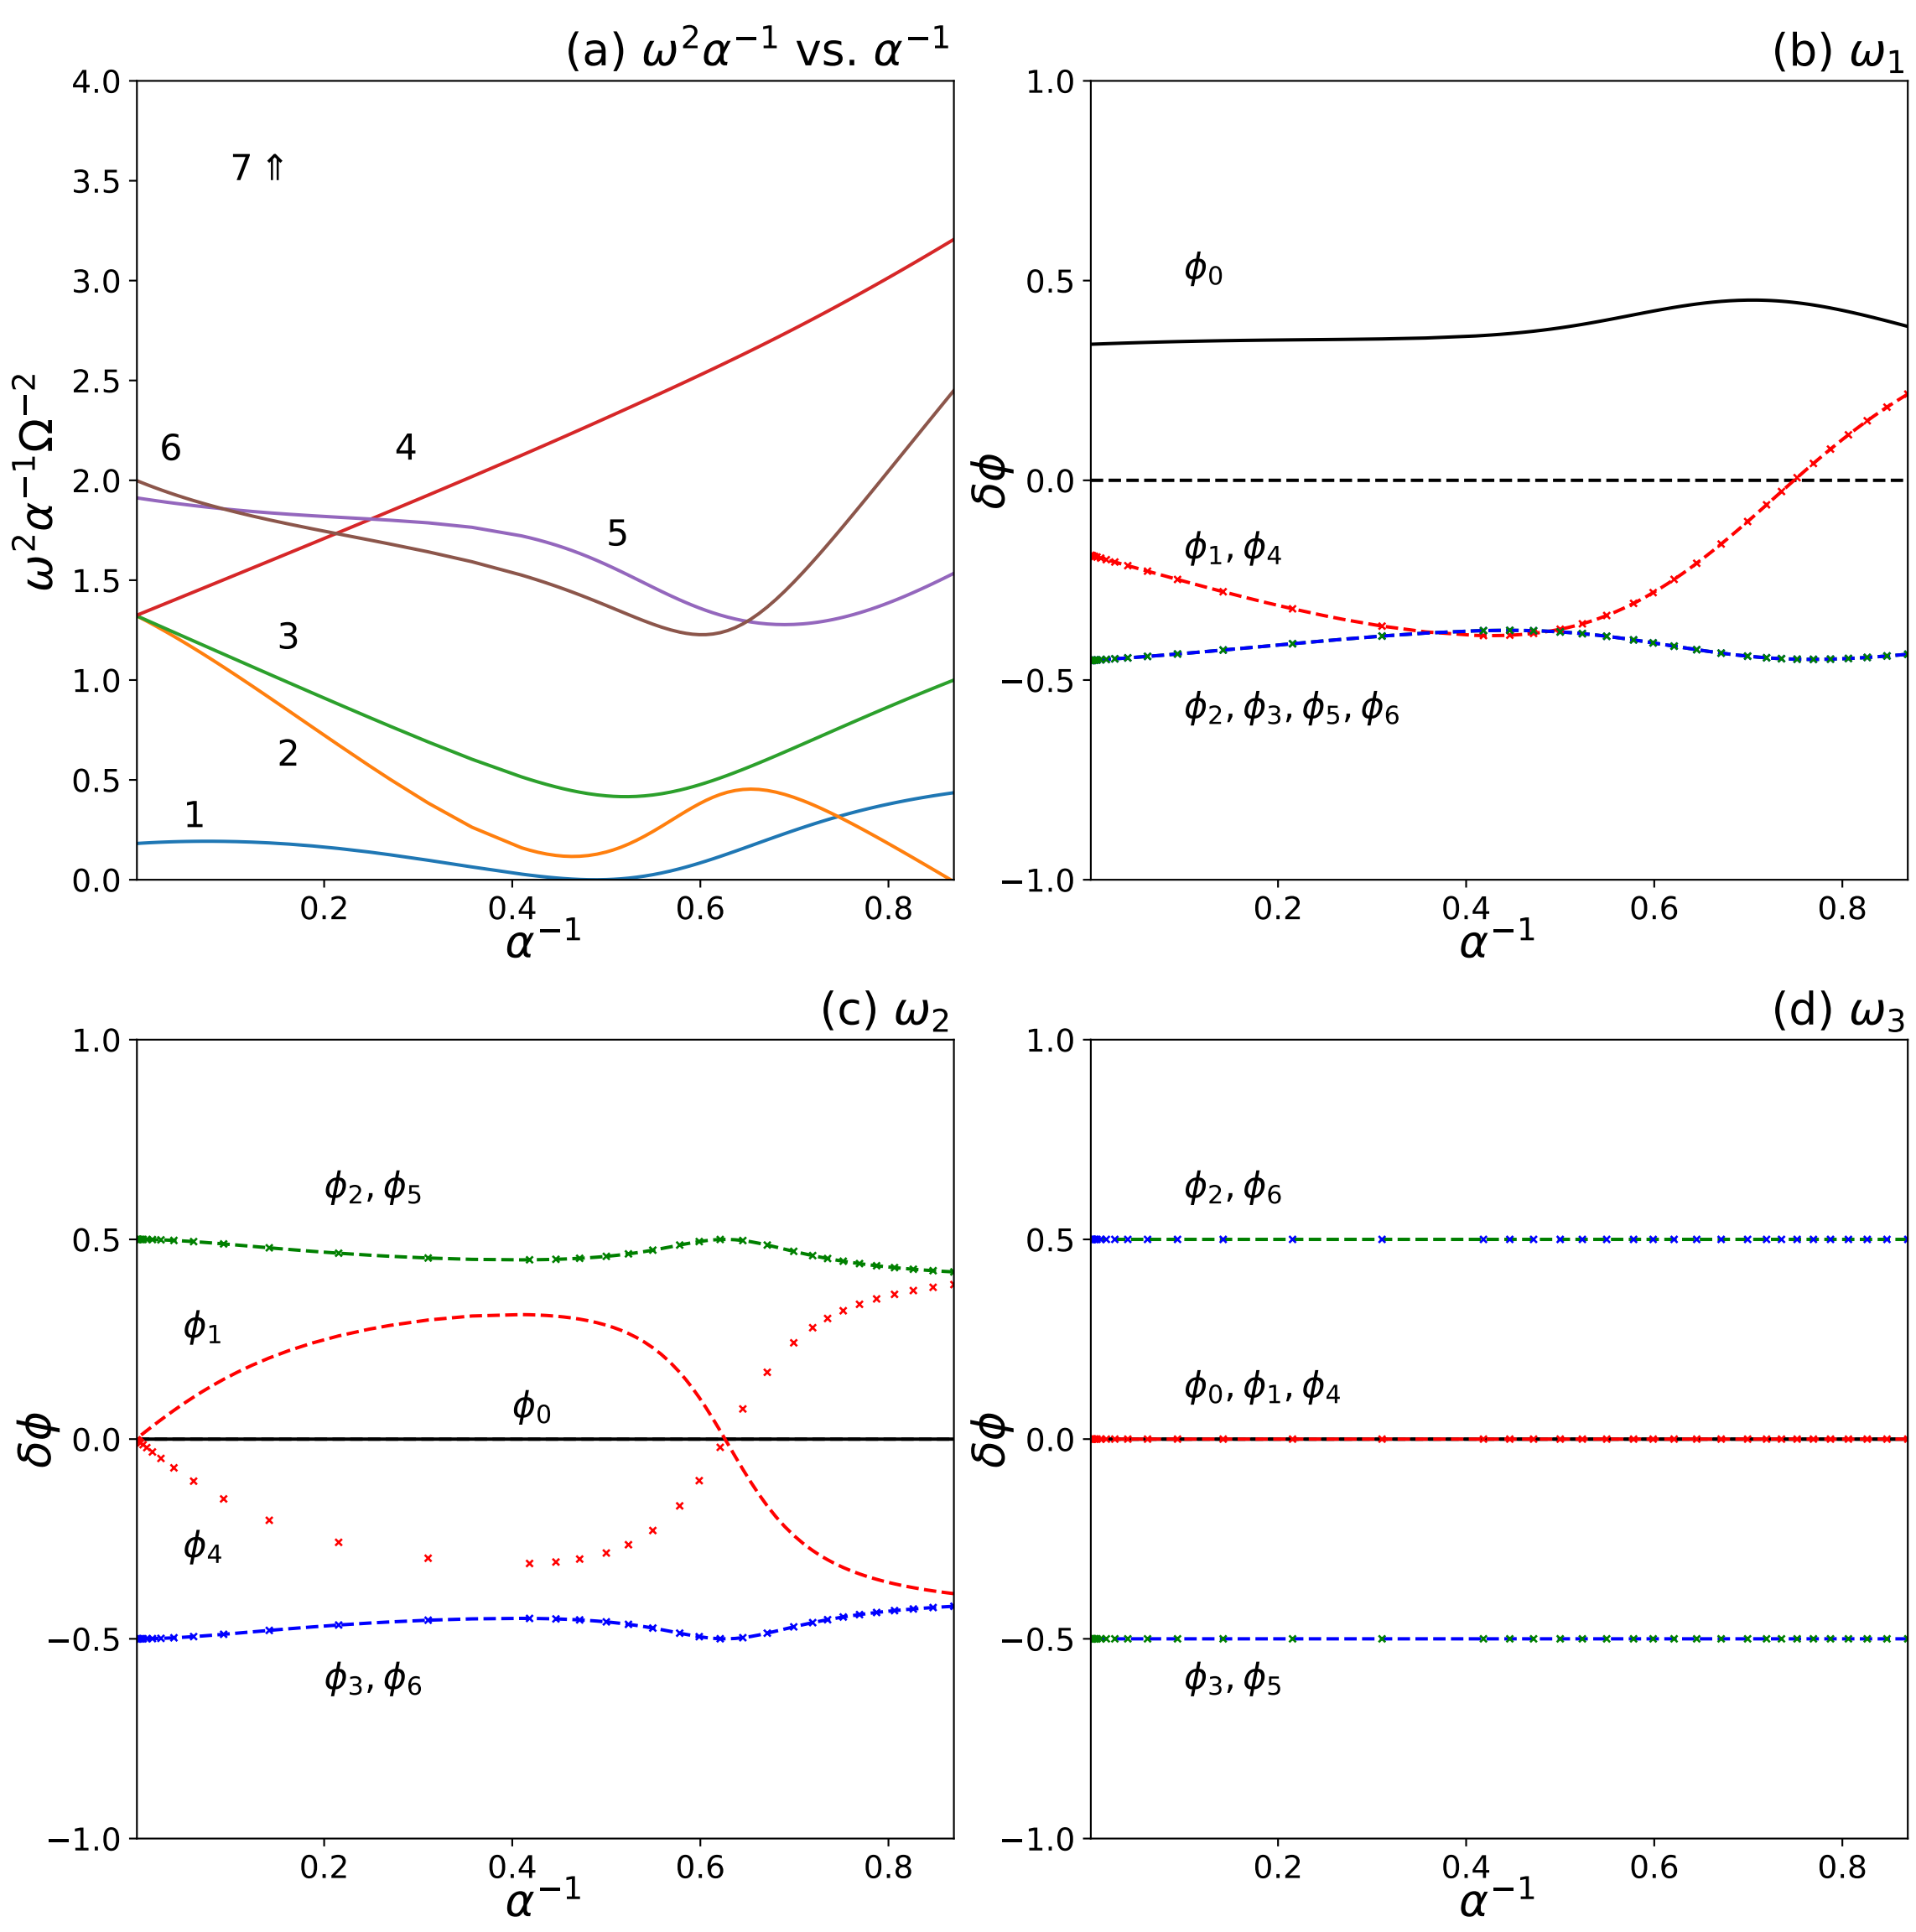 (a) ω²α⁻¹ vs. α⁻¹
4.0
3.5
3.0
2.5
2.0
1.5
1.0
0.5
0.0
ω²α⁻¹Ω⁻²
7 ⇑
6
4
5
3
2
1
0.2 0.4 0.6 0.8
α⁻¹
(b) ω₁
1.0
0.5
0.0
−0.5
−1.0
δϕ
ϕ₀
ϕ₁, ϕ₄
ϕ₂, ϕ₃, ϕ₅, ϕ₆
0.2 0.4 0.6 0.8
α⁻¹
(c) ω₂
1.0
0.5
0.0
−0.5
−1.0
δϕ
ϕ₂, ϕ₅
ϕ₁
ϕ₀
ϕ₄
ϕ₃, ϕ₆
0.2 0.4 0.6 0.8
α⁻¹
(d) ω₃
1.0
0.5
0.0
−0.5
−1.0
δϕ
ϕ₂, ϕ₆
ϕ₀, ϕ₁, ϕ₄
ϕ₃, ϕ₅
0.2 0.4 0.6 0.8
α⁻¹